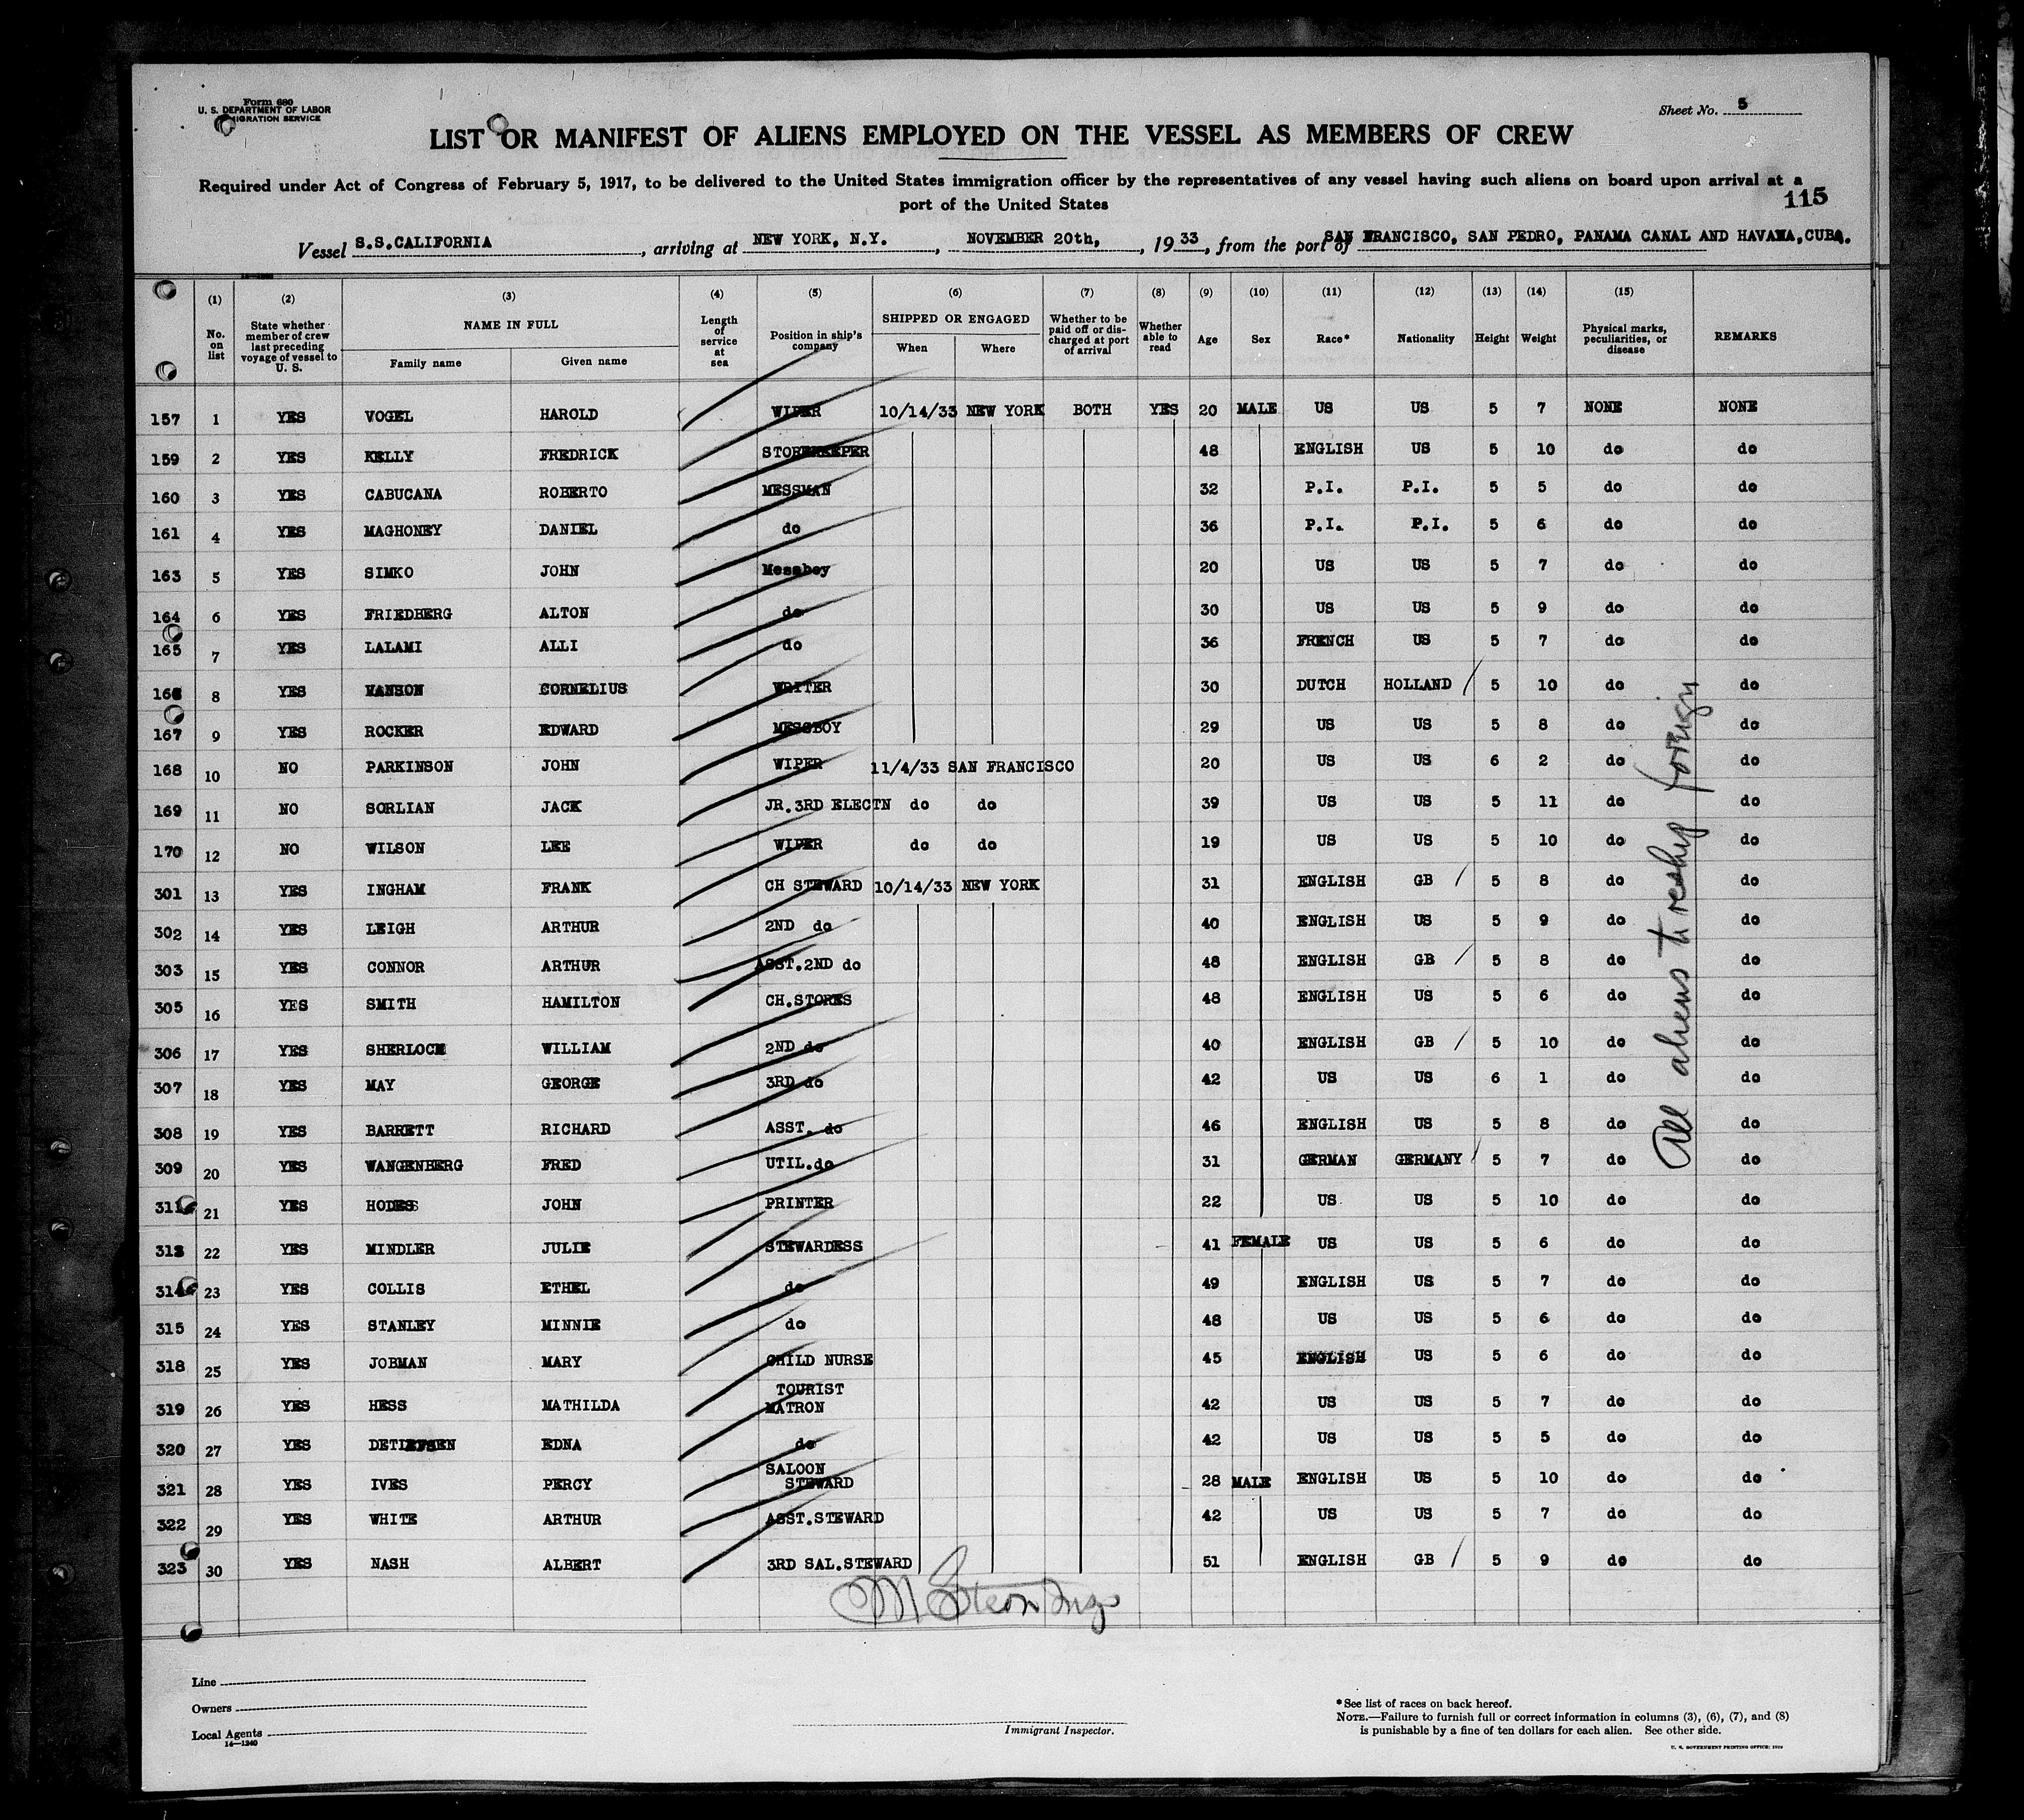 Form 680
U. S. DEPARTMENT OF LABOR
IMMIGRATION SERVICE
Sheet No. 5
LIST OR MANIFEST OF ALIENS EMPLOYED ON THE VESSEL AS MEMBERS OF CREW
Required under Act of Congress of February 5, 1917, to be delivered to the United States immigration officer by the representatives of any vessel having such aliens on board upon arrival at a
port of the United States
115
Vessel S.S.CALIFORNIA, arriving at NEW YORK, N.Y., NOVEMBER 20th, 1933, from the port of SAN FRANCISCO, SAN PEDRO, PANAMA CANAL AND HAVANA, CUBA.
(1) (2) (3) (4) (5) (6) (7) (8) (9) (10) (11) (12) (13) (14) (15)
No. on list State whether member of crew last preceding voyage of vessel to U. S. NAME IN FULL Family name Given name Length of service at sea Position in ship's company SHIPPED OR ENGAGED When Where Whether to be paid off or discharged at port of arrival Whether able to read Age Sex Race* Nationality Height Weight Physical marks, peculiarities, or disease REMARKS
157 1 YES VOGEL HAROLD WIPER 10/14/33 NEW YORK BOTH YES 20 MALE US US 5 7 NONE NONE
159 2 YES KELLY FREDRICK STOREKEEPER 48 ENGLISH US 5 10 do do
160 3 YES CABUCANA ROBERTO MESSMAN 32 P.I. P.I. 5 5 do do
161 4 YES MAGHONEY DANIEL do 36 P.I. P.I. 5 6 do do
163 5 YES SIMKO JOHN Messboy 20 US US 5 7 do do
164 6 YES FRIEDBERG ALTON do 30 US US 5 9 do do
165 7 YES LALAMI ALLI do 36 FRENCH US 5 7 do do
166 8 YES VANSON CORNELIUS WRITER 30 DUTCH HOLLAND / 5 10 do do
167 9 YES ROCKER EDWARD MESSBOY 29 US US 5 8 do do
168 10 NO PARKINSON JOHN WIPER 11/4/33 SAN FRANCISCO 20 US US 6 2 do do
169 11 NO SORLIAN JACK JR.3RD ELECTN do do 39 US US 5 11 do do
170 12 NO WILSON LEE WIPER do do 19 US US 5 10 do do
301 13 YES INGHAM FRANK CH STEWARD 10/14/33 NEW YORK 31 ENGLISH GB / 5 8 do do
302 14 YES LEIGH ARTHUR 2ND do 40 ENGLISH US 5 9 do do
303 15 YES CONNOR ARTHUR ASST.2ND do 48 ENGLISH GB / 5 8 do do
305 16 YES SMITH HAMILTON CH.STORES 48 ENGLISH US 5 6 do do
306 17 YES SHERLOCK WILLIAM 2ND do 40 ENGLISH GB / 5 10 do do
307 18 YES MAY GEORGE 3RD do 42 US US 6 1 do do
308 19 YES BARRETT RICHARD ASST. do 46 ENGLISH US 5 8 do do
309 20 YES WANGENBERG FRED UTIL.do 31 GERMAN GERMANY / 5 7 do do
311 21 YES HODES JOHN PRINTER 22 US US 5 10 do do
313 22 YES MINDLER JULIE STEWARDESS 41 FEMALE US US 5 6 do do
314 23 YES COLLIS ETHEL do 49 ENGLISH US 5 7 do do
315 24 YES STANLEY MINNIE do 48 US US 5 6 do do
318 25 YES JOBMAN MARY CHILD NURSE 45 ENGLISH US 5 6 do do
319 26 YES HESS MATHILDA TOURIST MATRON 42 US US 5 7 do do
320 27 YES DETLEFSEN EDNA do 42 US US 5 5 do do
321 28 YES IVES PERCY SALOON STEWARD 28 MALE ENGLISH US 5 10 do do
322 29 YES WHITE ARTHUR ASST.STEWARD 42 US US 5 7 do do
323 30 YES NASH ALBERT 3RD SAL.STEWARD 51 ENGLISH GB / 5 9 do do
All aliens to reship foreign
Line
Owners
Local Agents
14—1240
Immigrant Inspector.
*See list of races on back hereof.
NOTE.—Failure to furnish full or correct information in columns (3), (6), (7), and (8)
is punishable by a fine of ten dollars for each alien. See other side.
U. S. GOVERNMENT PRINTING OFFICE: 1929